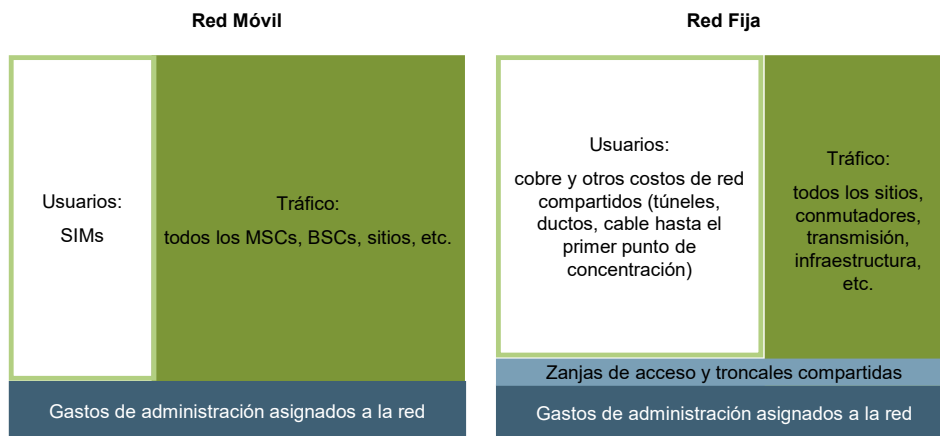 Red Móvil
Usuarios:
SIMs
Tráfico:
todos los MSCs, BSCs, sitios, etc.
Gastos de administración asignados a la red
Red Fija
Usuarios:
cobre y otros costos de red
compartidos (túneles,
ductos, cable hasta el
primer punto de
concentración)
Tráfico:
todos los sitios,
conmutadores,
transmisión,
infraestructura,
etc.
Zanjas de acceso y troncales compartidas
Gastos de administración asignados a la red